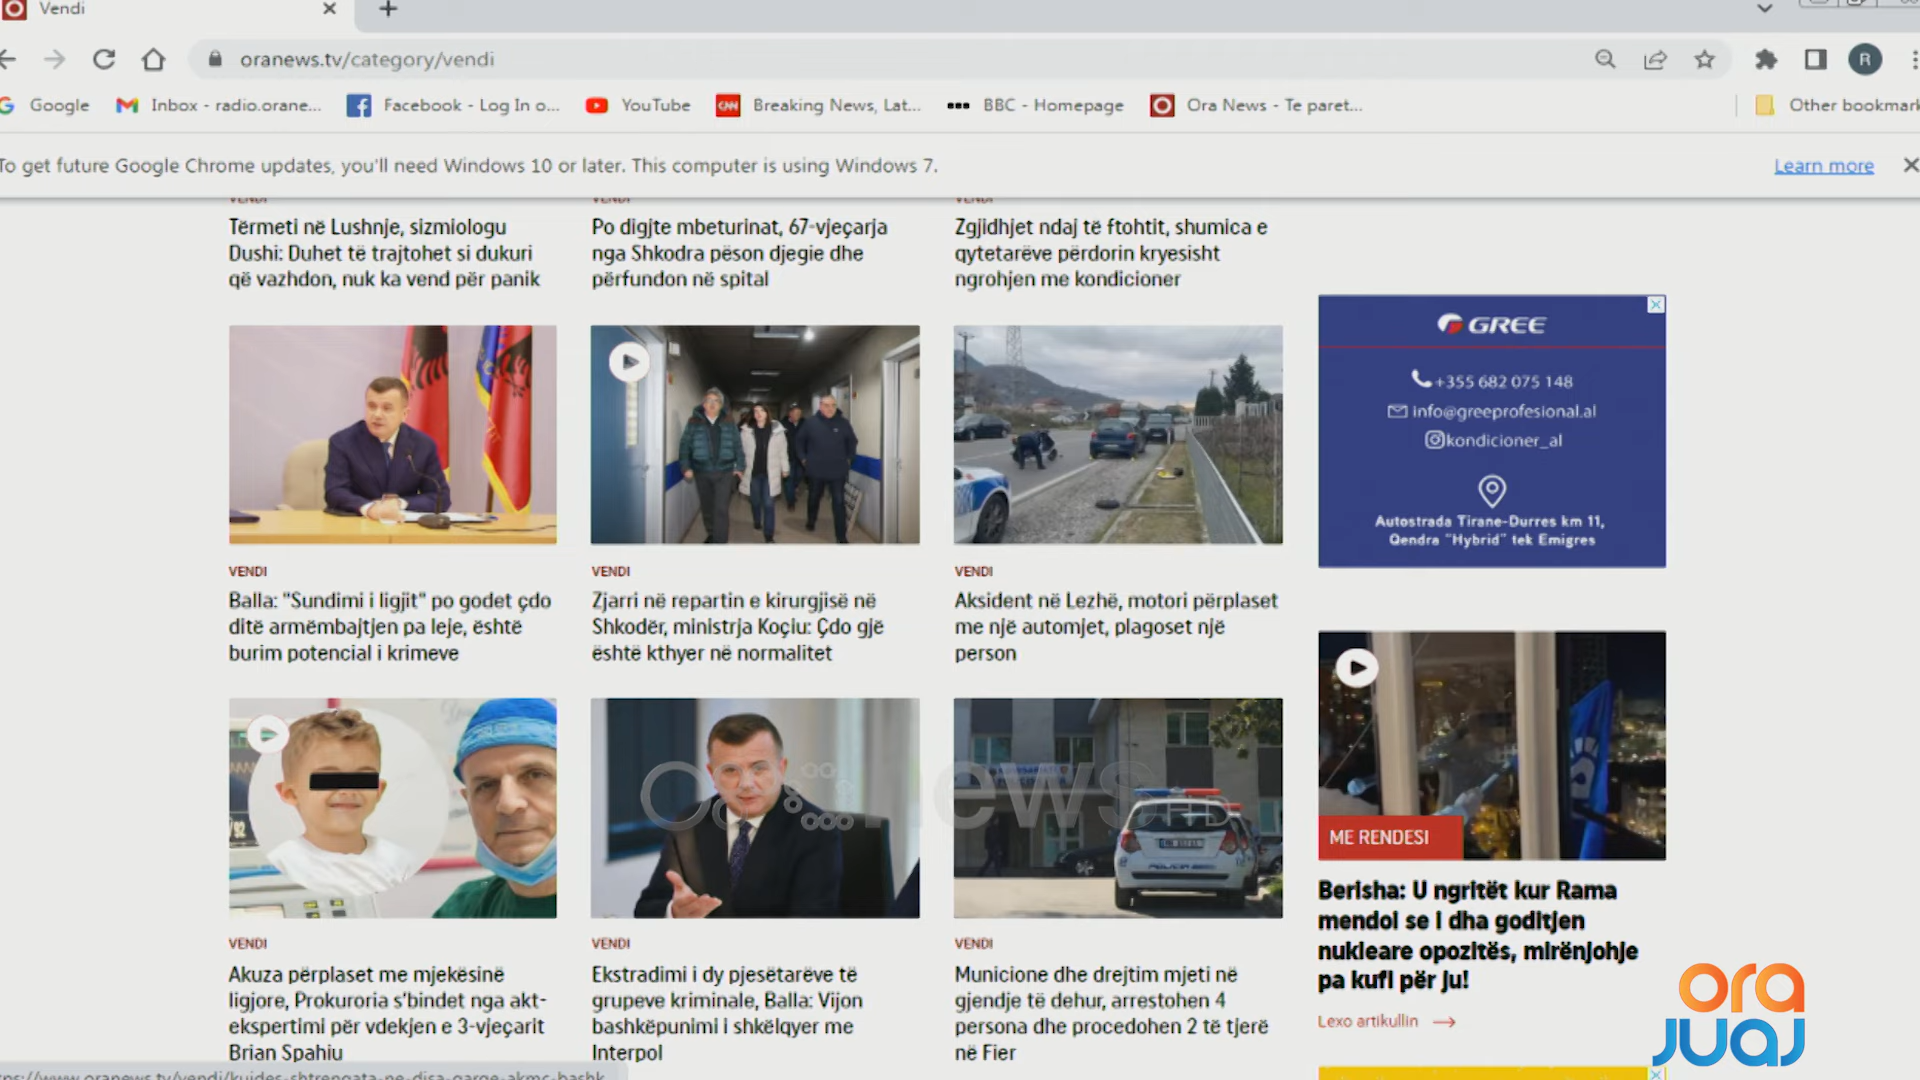 Vendi
oranews.tv/category/vendi
R
Google
Inbox - radio.orane...
Facebook - Log In o...
YouTube
CNN
Breaking News, Lat...
BBC - Homepage
Ora News - Te paret...
Other bookmark
To get future Google Chrome updates, you'll need Windows 10 or later. This computer is using Windows 7.
Learn more
VENDI
VENDI
VENDI
Tërmeti në Lushnje, sizmiologu
Dushi: Duhet të trajtohet si dukuri
që vazhdon, nuk ka vend për panik
Po digjte mbeturinat, 67-vjeçarja
nga Shkodra pëson djegie dhe
përfundon në spital
Zgjidhjet ndaj të ftohtit, shumica e
qytetarëve përdorin kryesisht
ngrohjen me kondicioner
GREE
+355 682 075 148
info@greeprofesional.al
kondicioner_al
Autostrada Tirane-Durres km 11,
Qendra "Hybrid" tek Emigres
VENDI
Balla: "Sundimi i ligjit" po godet çdo
ditë armëmbajtjen pa leje, është
burim potencial i krimeve
VENDI
Zjarri në repartin e kirurgjisë në
Shkodër, ministrja Koçiu: Çdo gjë
është kthyer në normalitet
VENDI
Aksident në Lezhë, motori përplaset
me një automjet, plagoset një
person
ME RENDESI
Berisha: U ngritët kur Rama
mendoi se i dha goditjen
nukleare opozitës, mirënjohje
pa kufi për ju!
Lexo artikullin
news
HD
VENDI
Akuza përplaset me mjekësinë
ligjore, Prokuroria s'bindet nga akt-
ekspertimi për vdekjen e 3-vjeçarit
Brian Spahiu
VENDI
Ekstradimi i dy pjesëtarëve të
grupeve kriminale, Balla: Vijon
bashkëpunimi i shkëlqyer me
Interpol
VENDI
Municione dhe drejtim mjeti në
gjendje të dehur, arrestohen 4
persona dhe procedohen 2 të tjerë
në Fier
ora
JUAJ